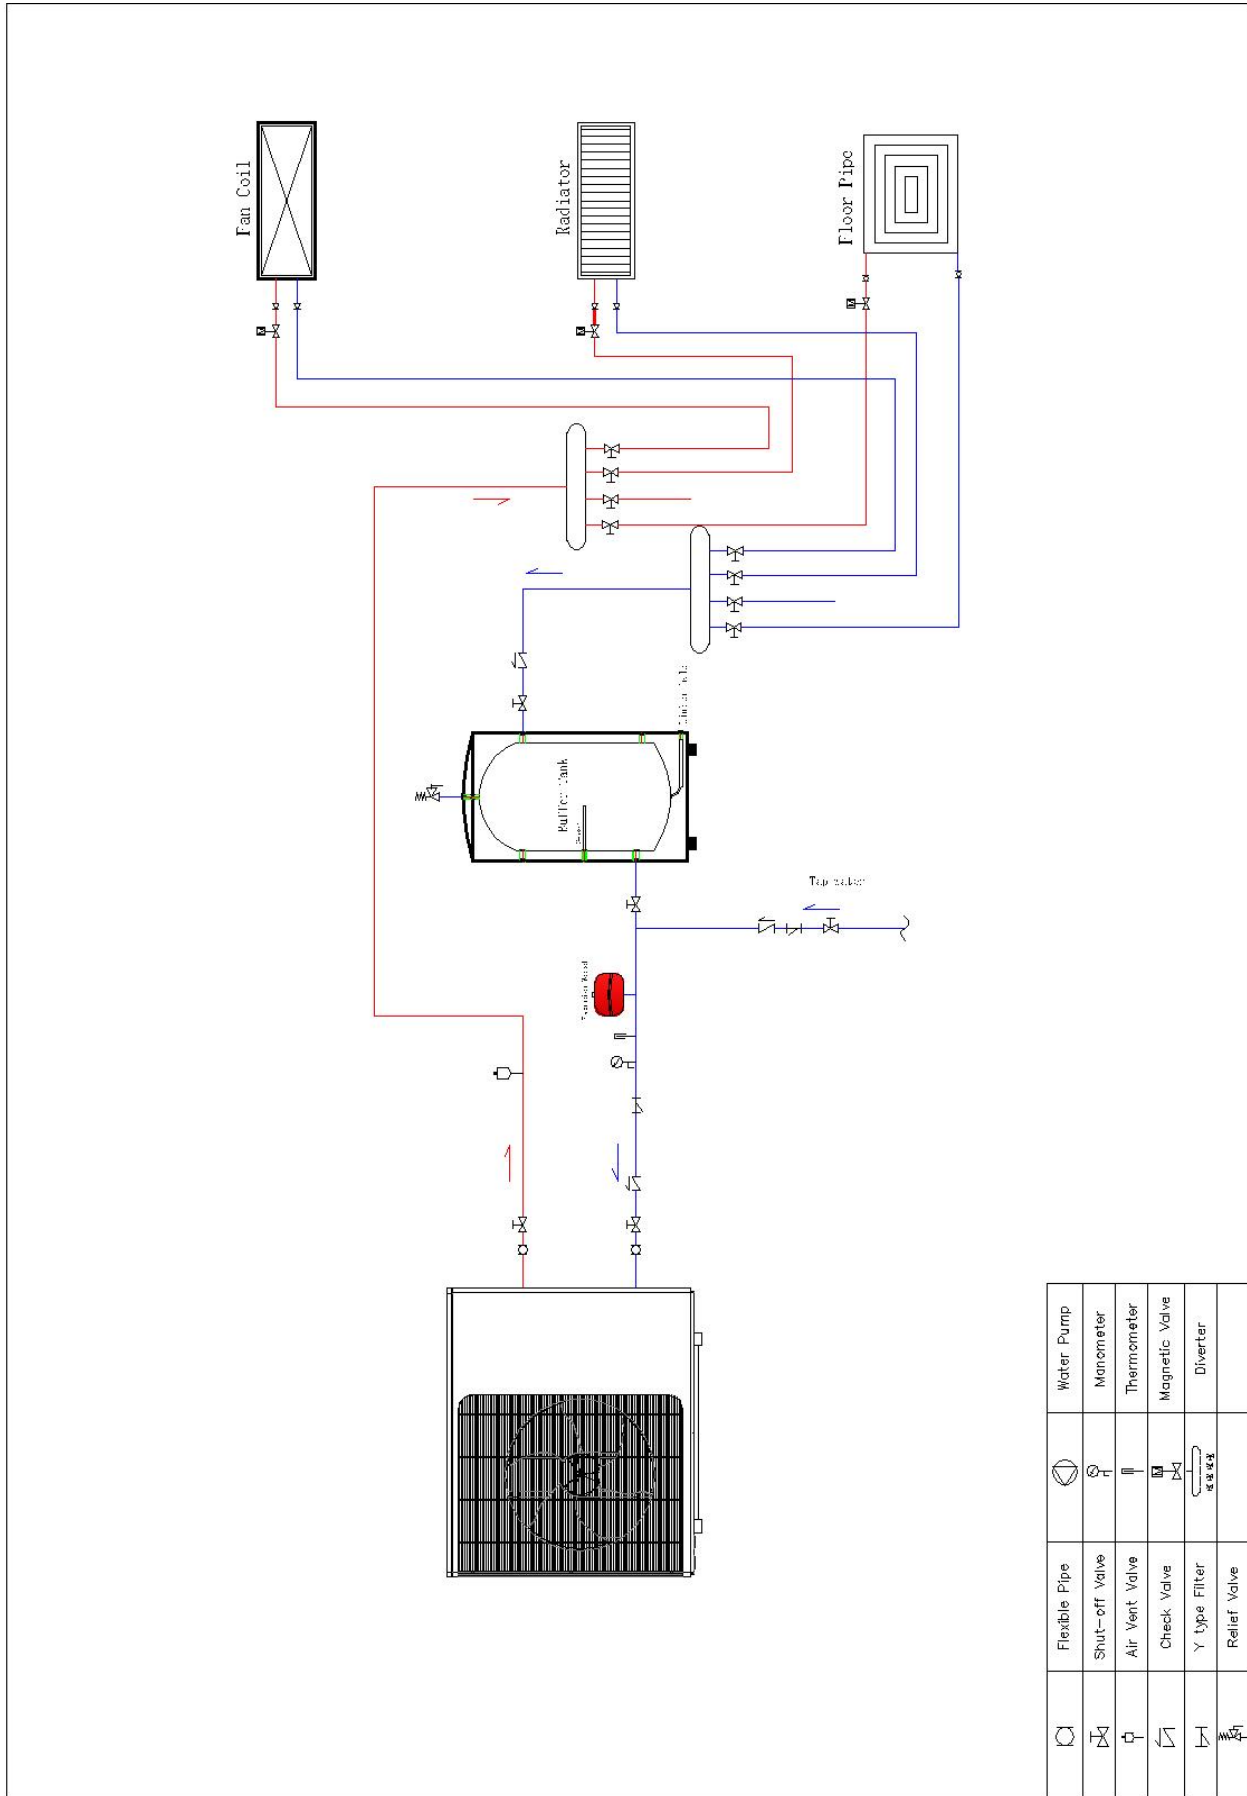 Fan Coil
Radiator
Floor Pipe
Buffer Tank
Tap water
Flexible Pipe
Water Pump
Shut-off Valve
Manometer
Air Vent Valve
Thermometer
Check Valve
Magnetic Valve
Y type Filter
Diverter
Relief Valve